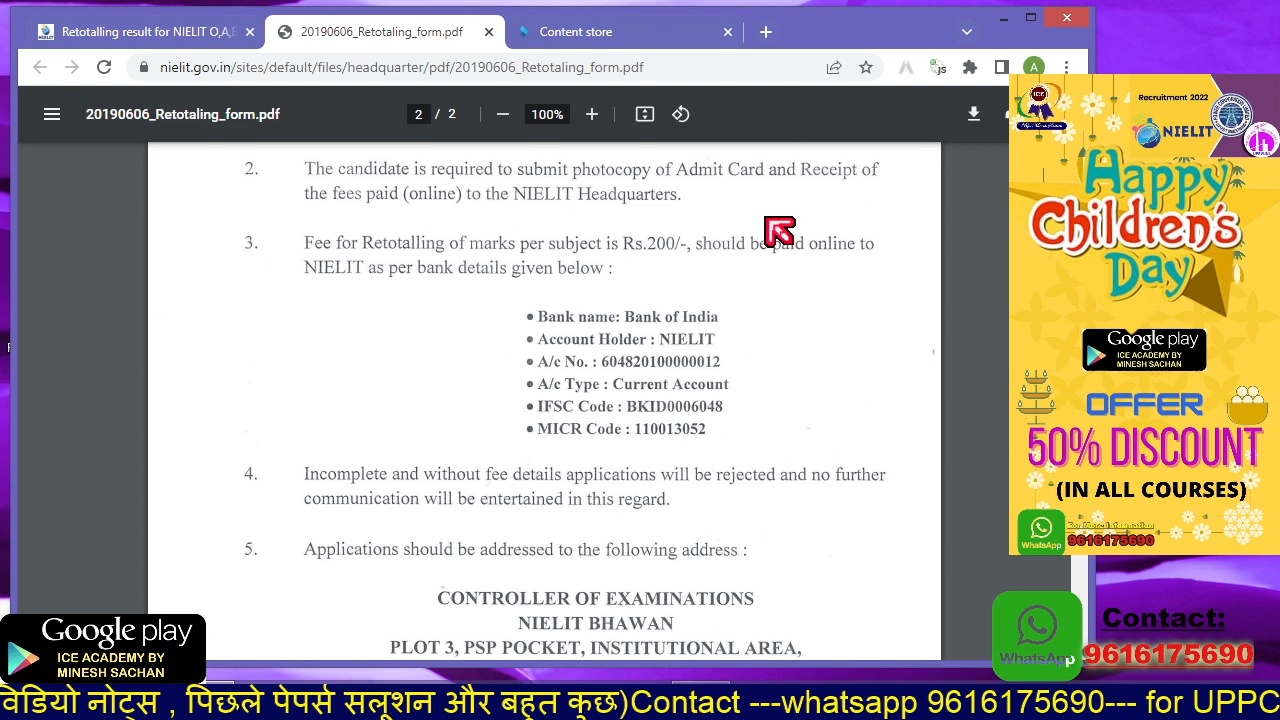 Retotalling result for NIELIT O,A,B
20190606_Retotaling_form.pdf
Content store
nielit.gov.in/sites/default/files/headquarter/pdf/20190606_Retotaling_form.pdf
A
20190606_Retotaling_form.pdf
2 / 2
100%
2. The candidate is required to submit photocopy of Admit Card and Receipt of
the fees paid (online) to the NIELIT Headquarters.
3. Fee for Retotalling of marks per subject is Rs.200/-, should be paid online to
NIELIT as per bank details given below :
• Bank name: Bank of India
• Account Holder : NIELIT
• A/c No. : 604820100000012
• A/c Type : Current Account
• IFSC Code : BKID0006048
• MICR Code : 110013052
4. Incomplete and without fee details applications will be rejected and no further
communication will be entertained in this regard.
5. Applications should be addressed to the following address :
CONTROLLER OF EXAMINATIONS
NIELIT BHAWAN
PLOT 3, PSP POCKET, INSTITUTIONAL AREA,
ICE
Recruitment 2022
NIELIT
Happy
Children's
Day
Google play
ICE ACADEMY BY
MINESH SACHAN
OFFER
50% DISCOUNT
(IN ALL COURSES)
WhatsApp
For More Information
9616175690
Google play
ICE ACADEMY BY
MINESH SACHAN
WhatsApp
Contact:
9616175690
विडियो नोट्स , पिछले पेपर्स सलूशन और बहुत कुछ)Contact ---whatsapp 9616175690--- for UPPC